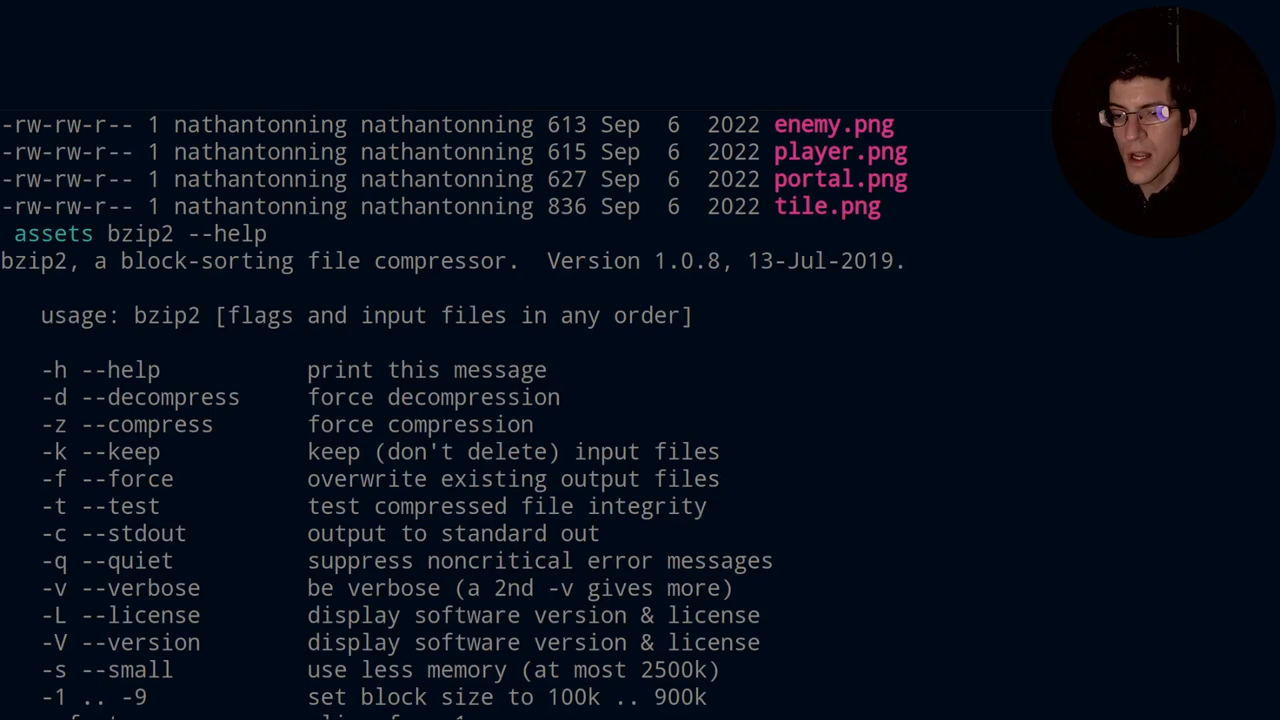 -rw-rw-r-- 1 nathantonning nathantonning 613 Sep  6  2022 enemy.png
-rw-rw-r-- 1 nathantonning nathantonning 615 Sep  6  2022 player.png
-rw-rw-r-- 1 nathantonning nathantonning 627 Sep  6  2022 portal.png
-rw-rw-r-- 1 nathantonning nathantonning 836 Sep  6  2022 tile.png
assets bzip2 --help
bzip2, a block-sorting file compressor.  Version 1.0.8, 13-Jul-2019.
usage: bzip2 [flags and input files in any order]
-h --help           print this message
-d --decompress     force decompression
-z --compress       force compression
-k --keep           keep (don't delete) input files
-f --force          overwrite existing output files
-t --test           test compressed file integrity
-c --stdout         output to standard out
-q --quiet          suppress noncritical error messages
-v --verbose        be verbose (a 2nd -v gives more)
-L --license        display software version & license
-V --version        display software version & license
-s --small          use less memory (at most 2500k)
-1 .. -9            set block size to 100k .. 900k